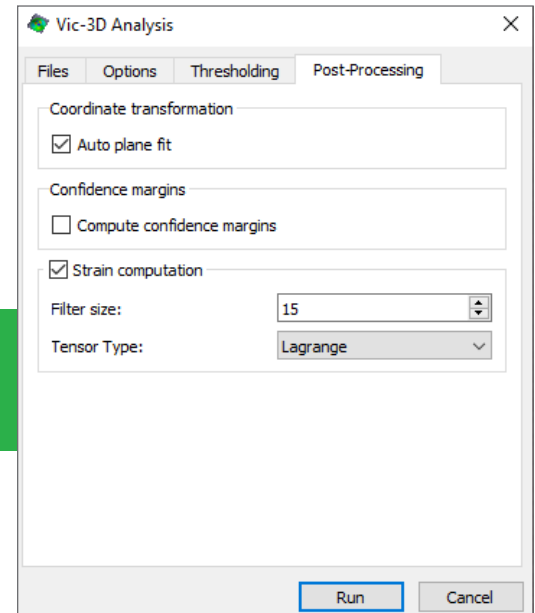 Vic-3D Analysis
Files Options Thresholding Post-Processing
Coordinate transformation
Auto plane fit
Confidence margins
Compute confidence margins
Strain computation
Filter size: 15
Tensor Type: Lagrange
Run Cancel